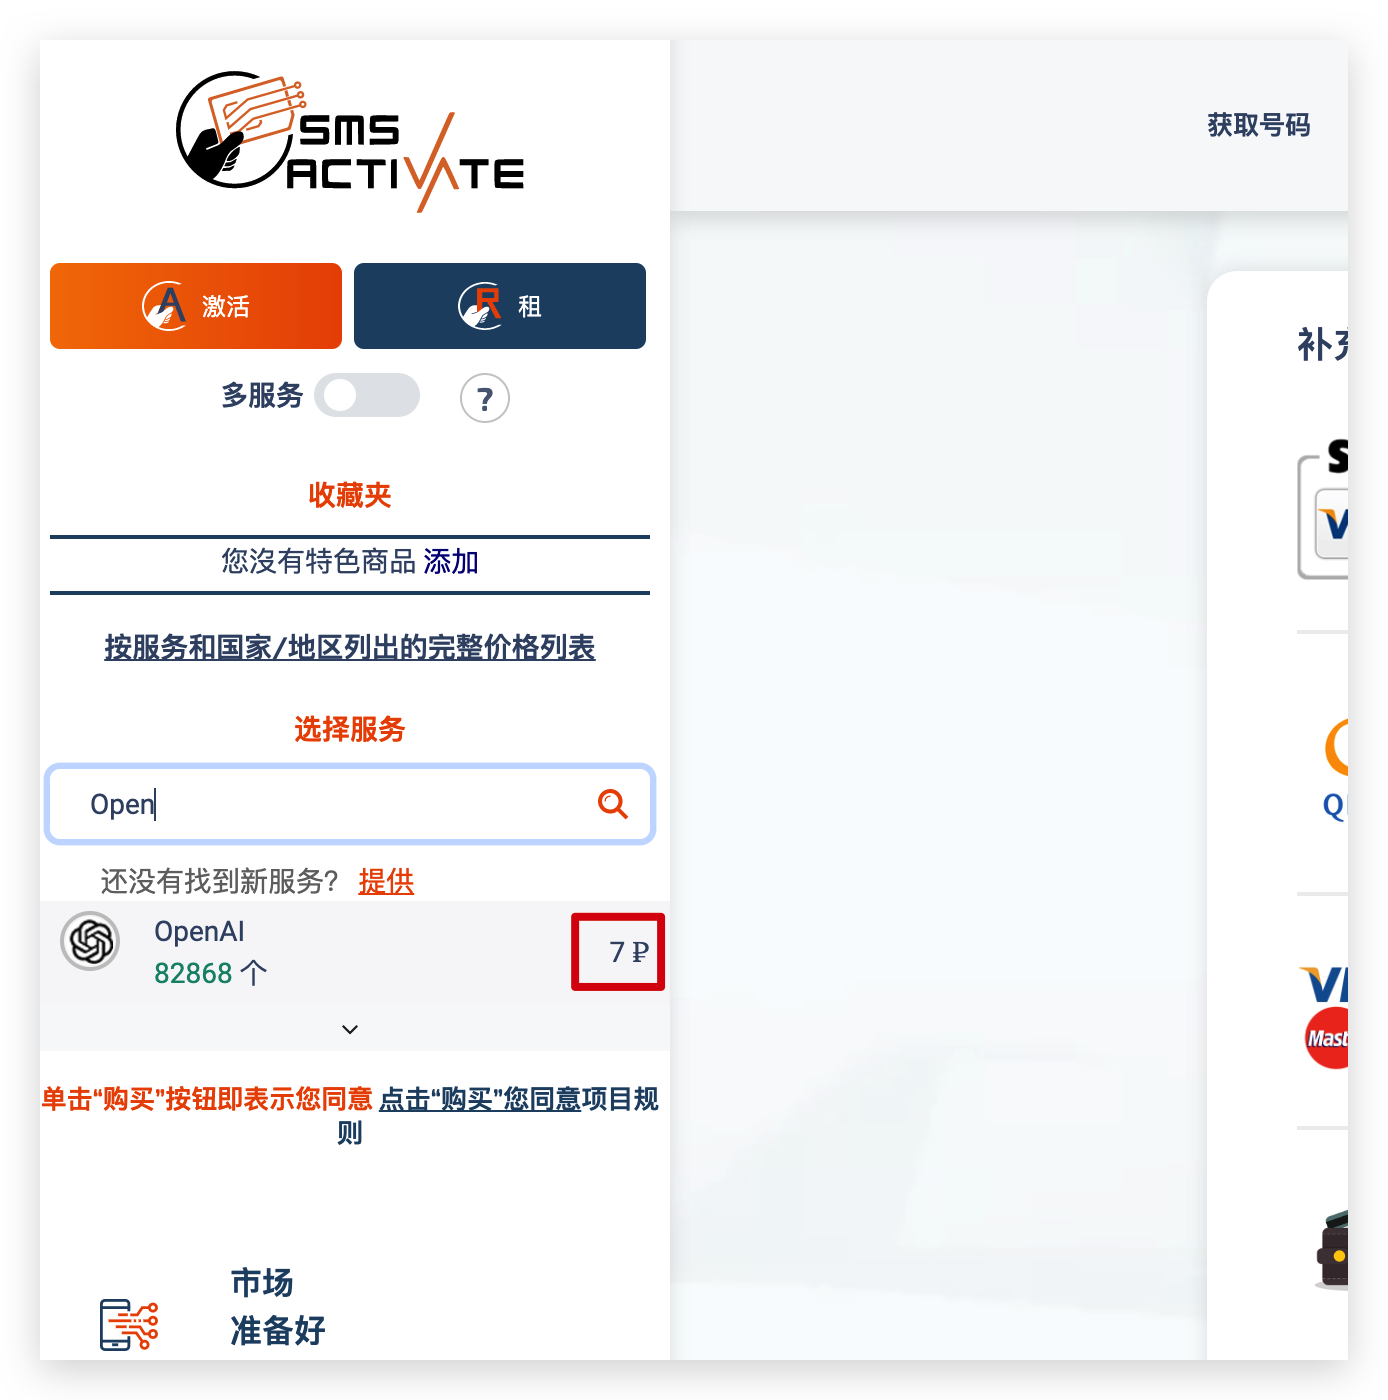 SMS
ACTIVATE
获取号码
激活
租
多服务
?
收藏夹
您沒有特色商品 添加
按服务和国家/地区列出的完整价格列表
选择服务
Open
还没有找到新服务? 提供
OpenAI
82868 个
7 ₽
单击“购买”按钮即表示您同意 点击“购买”您同意项目规
则
市场
准备好
补充
S
V
Q
VI
Mast